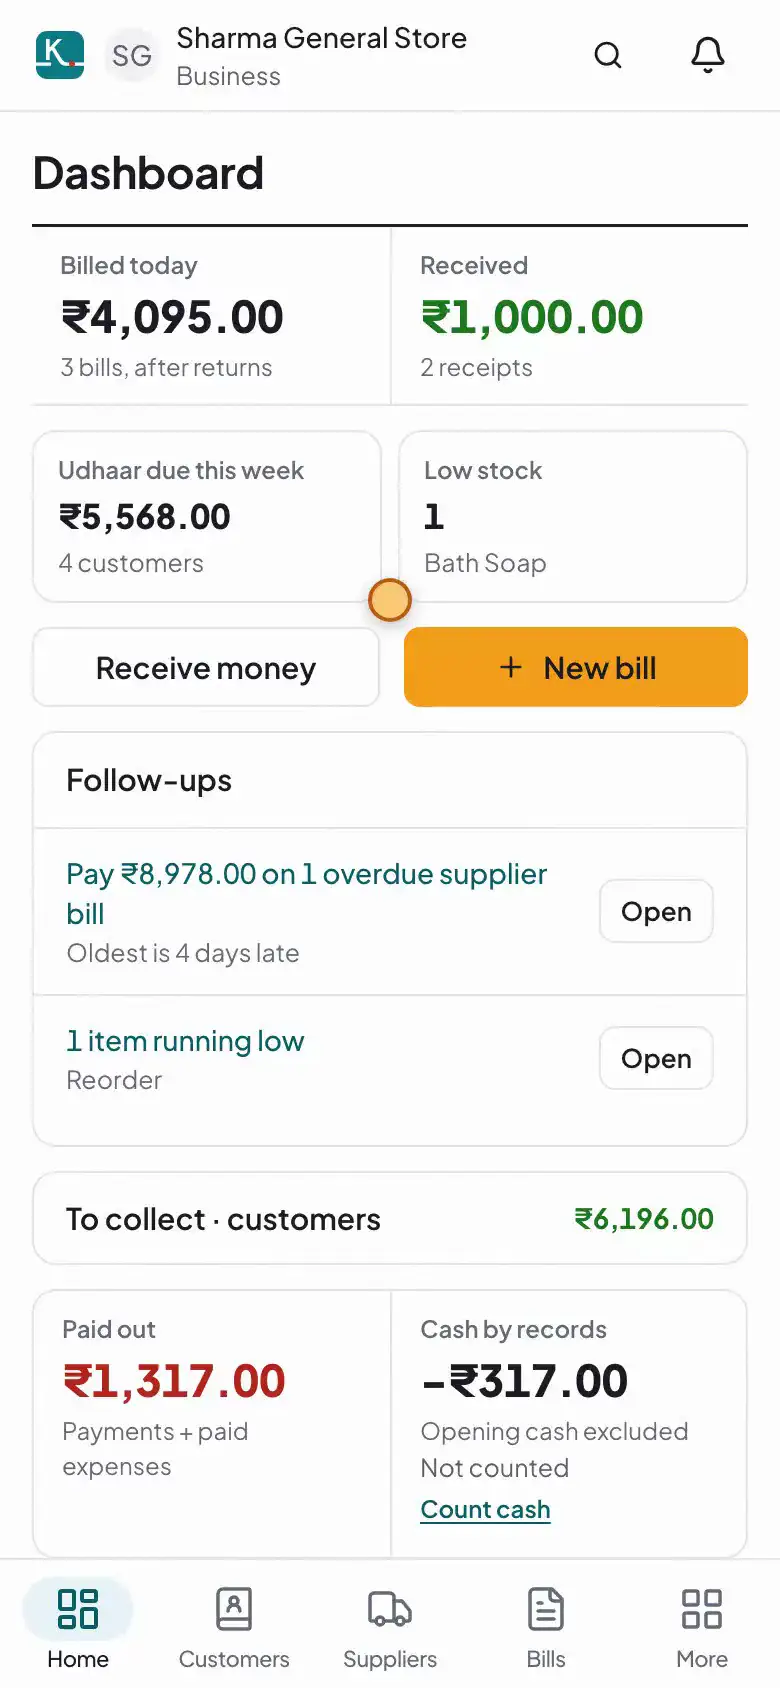 K.
SG
Sharma General Store
Business
Dashboard
Billed today
₹4,095.00
3 bills, after returns
Received
₹1,000.00
2 receipts
Udhaar due this week
₹5,568.00
4 customers
Low stock
1
Bath Soap
Receive money
+ New bill
Follow-ups
Pay ₹8,978.00 on 1 overdue supplier
bill
Oldest is 4 days late
Open
1 item running low
Reorder
Open
To collect · customers
₹6,196.00
Paid out
₹1,317.00
Payments + paid
expenses
Cash by records
−₹317.00
Opening cash excluded
Not counted
Count cash
Home
Customers
Suppliers
Bills
More